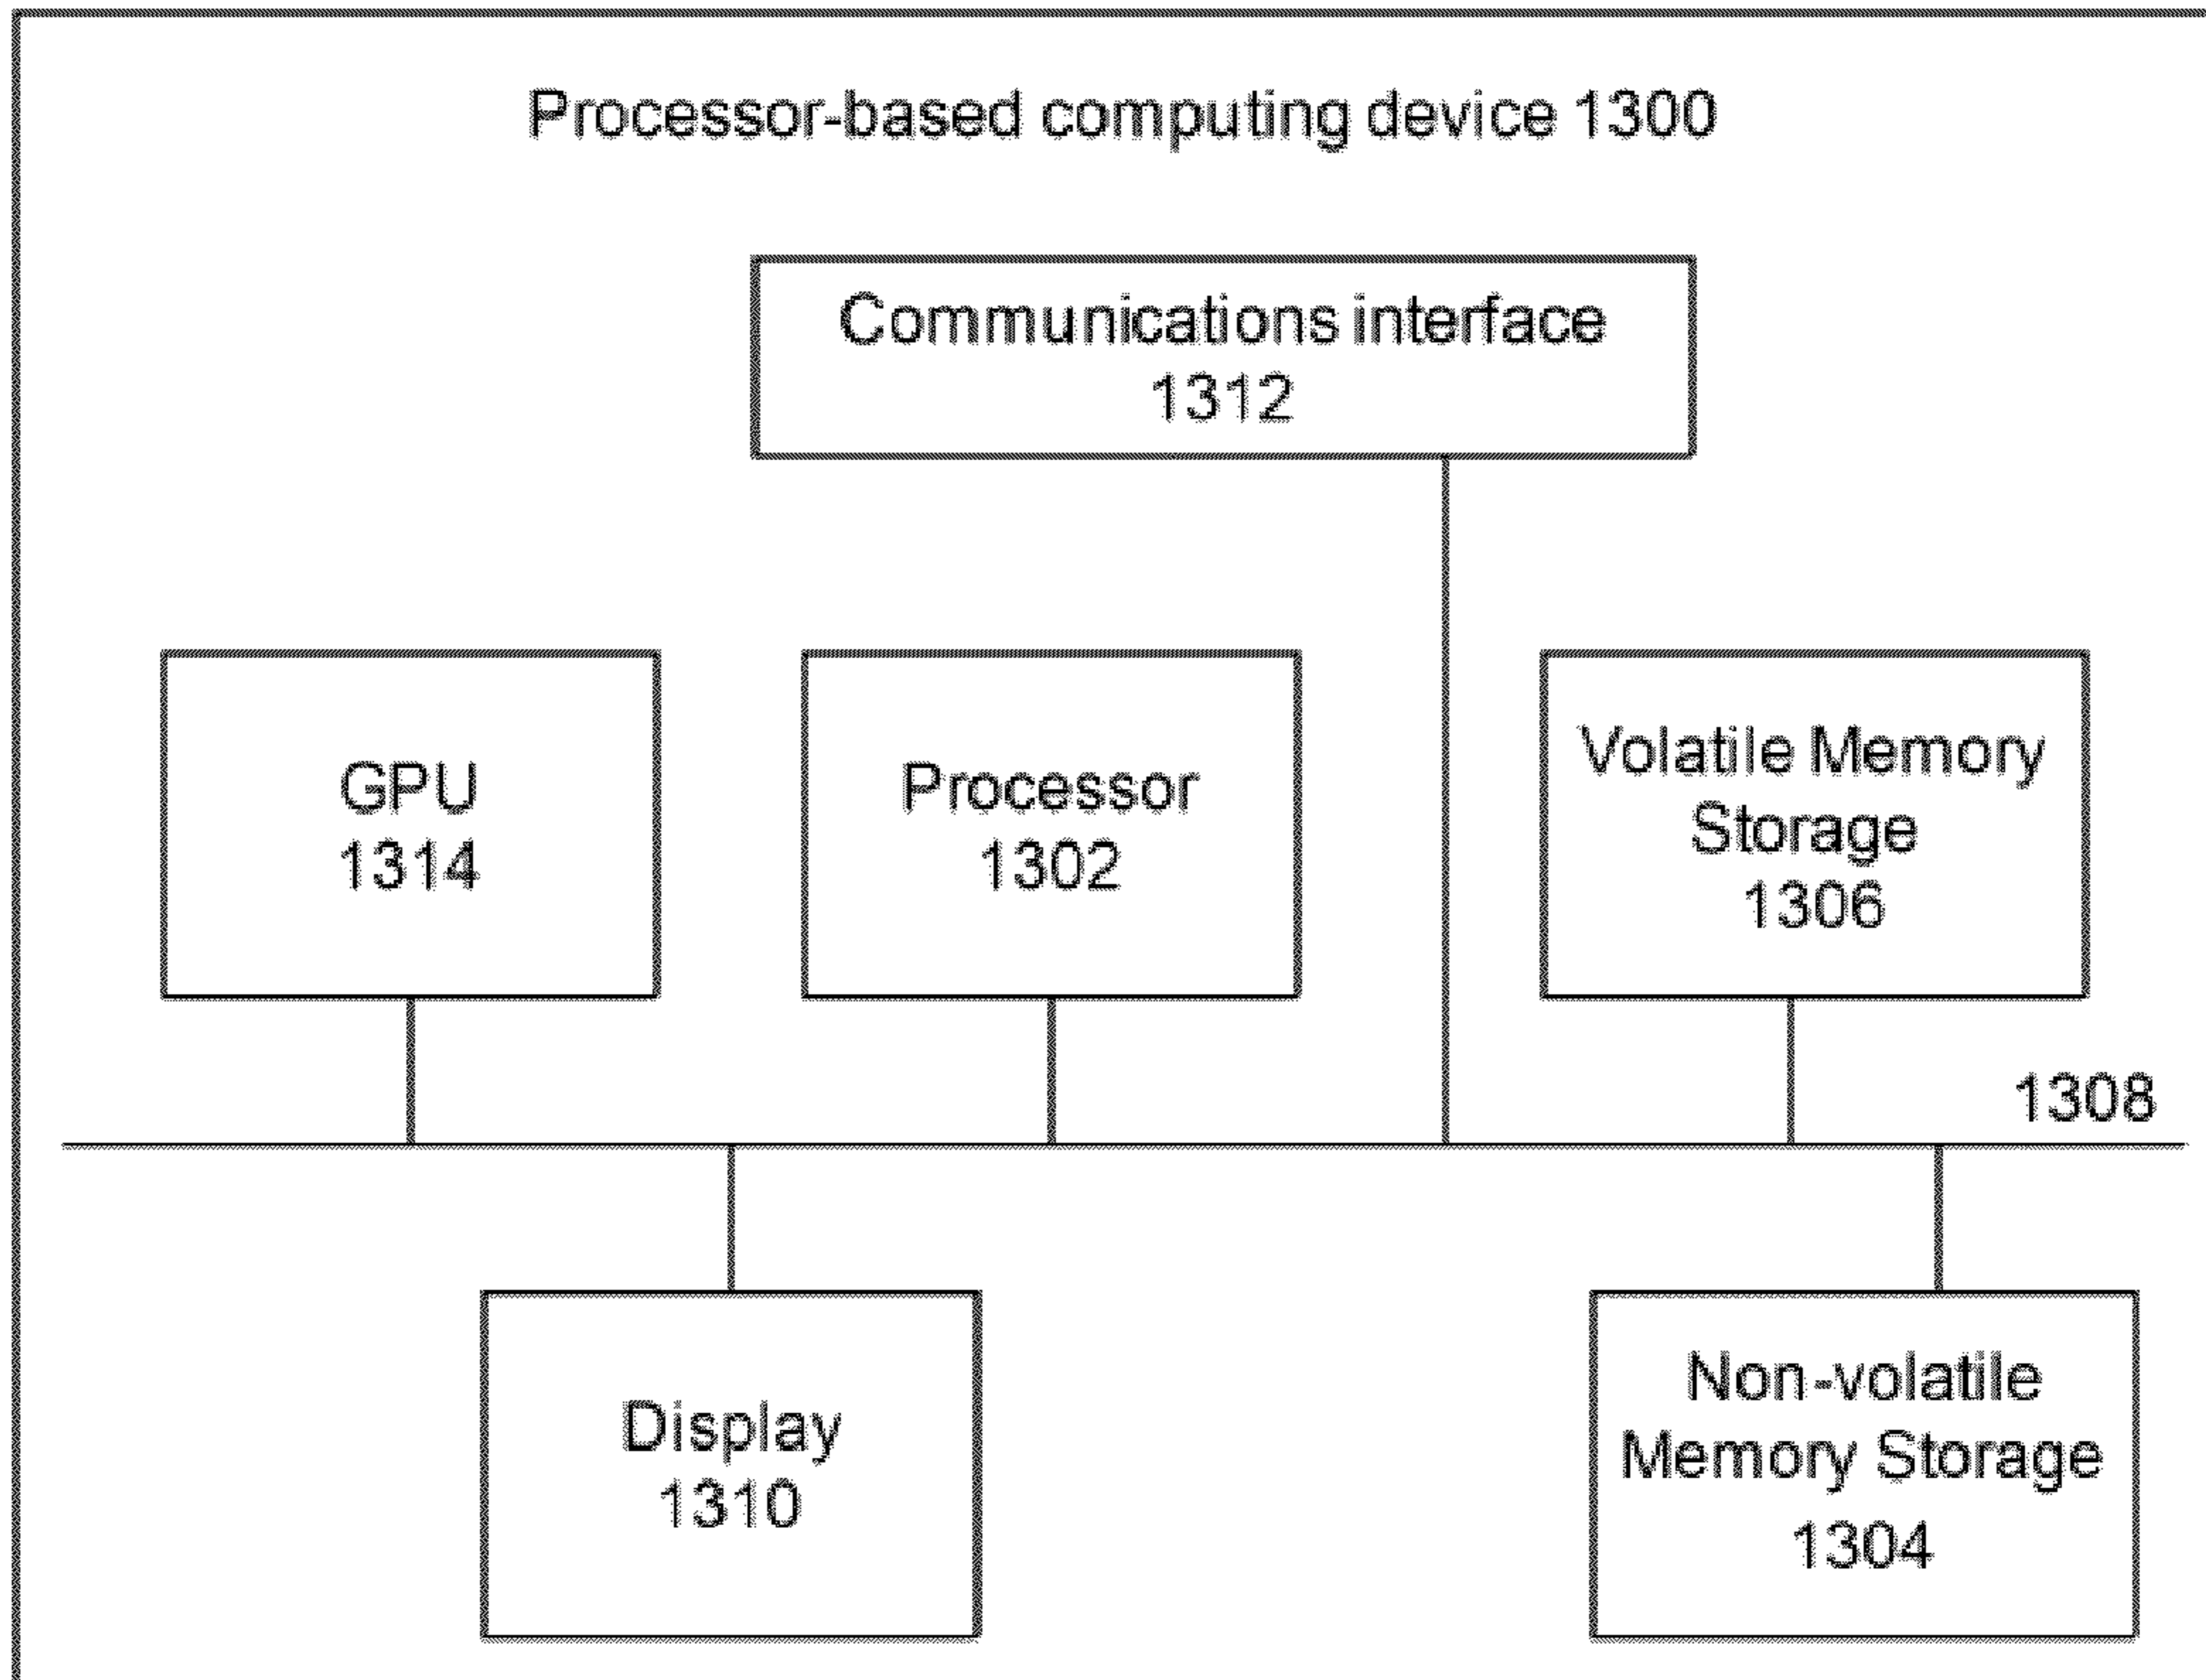 Processor-based computing device 1300
Communications interface
1312
GPU
1314
Processor
1302
Volatile Memory
Storage
1306
1308
Display
1310
Non-volatile
Memory Storage
1304